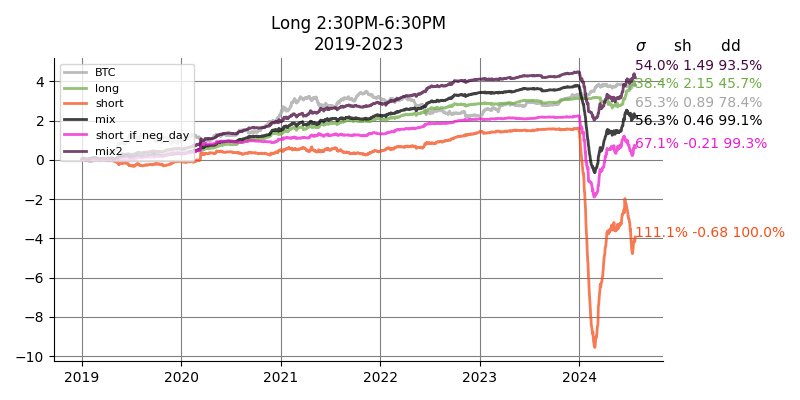 Long 2:30PM-6:30PM
2019-2023
σ sh dd
54.0% 1.49 93.5%
38.4% 2.15 45.7%
65.3% 0.89 78.4%
56.3% 0.46 99.1%
67.1% -0.21 99.3%
111.1% -0.68 100.0%
BTC
long
short
mix
short_if_neg_day
mix2
4
2
0
−2
−4
−6
−8
−10
2019 2020 2021 2022 2023 2024